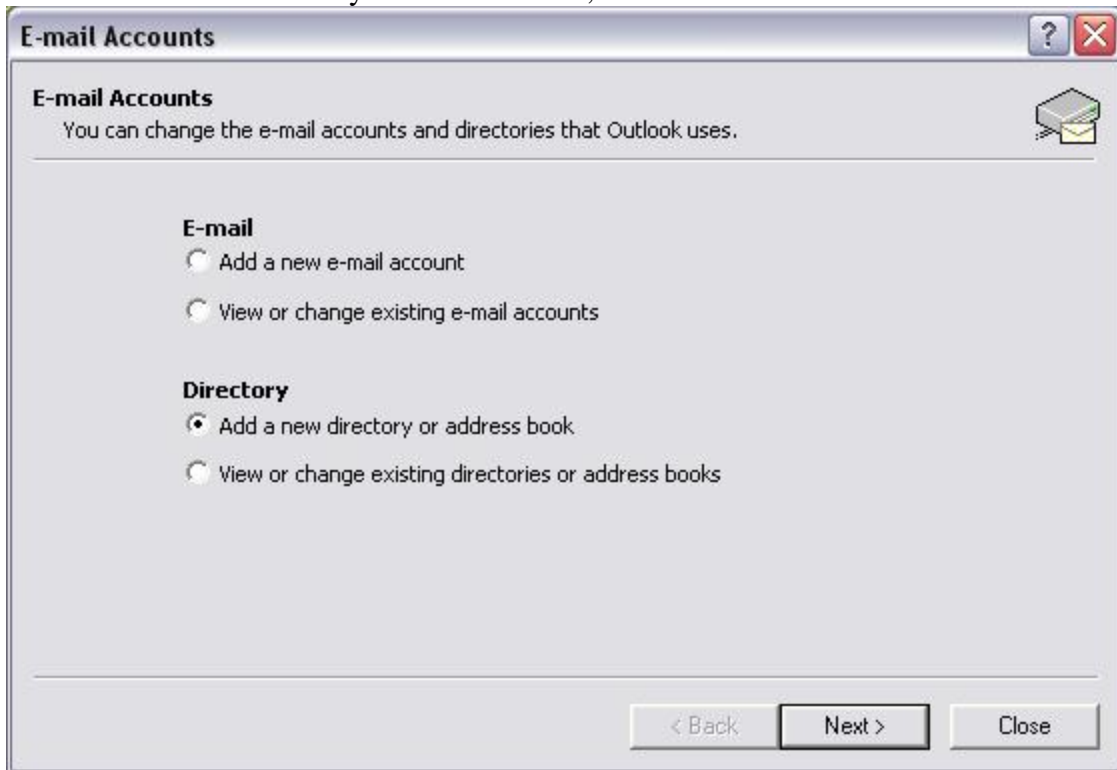 E-mail Accounts
E-mail Accounts
You can change the e-mail accounts and directories that Outlook uses.
E-mail
Add a new e-mail account
View or change existing e-mail accounts
Directory
Add a new directory or address book
View or change existing directories or address books
< Back Next > Close